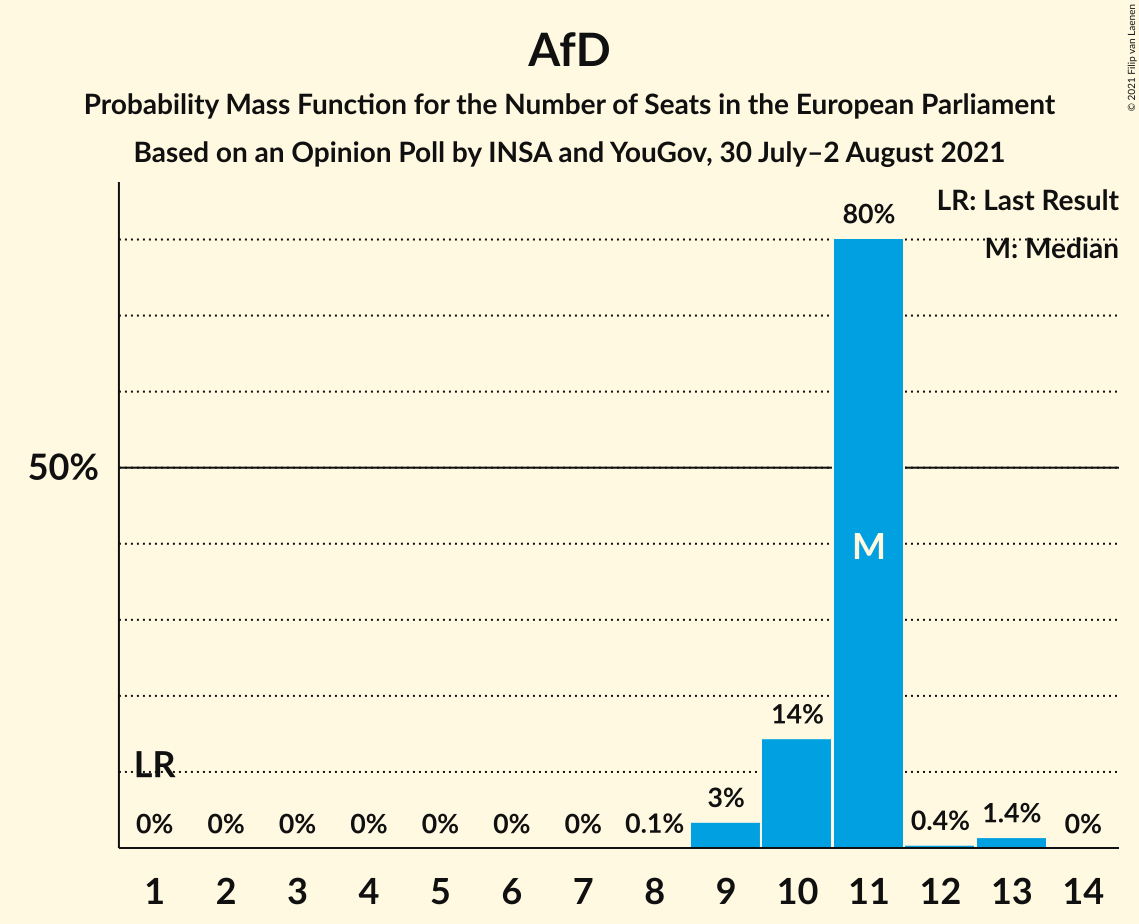 AfD
Probability Mass Function for the Number of Seats in the European Parliament
Based on an Opinion Poll by INSA and YouGov, 30 July–2 August 2021
© 2021 Filip van Laenen
LR: Last Result
M: Median
80%
50%
M
14%
LR
3%
0% 0% 0% 0% 0% 0% 0% 0.1% 0.4% 1.4% 0%
1 2 3 4 5 6 7 8 9 10 11 12 13 14